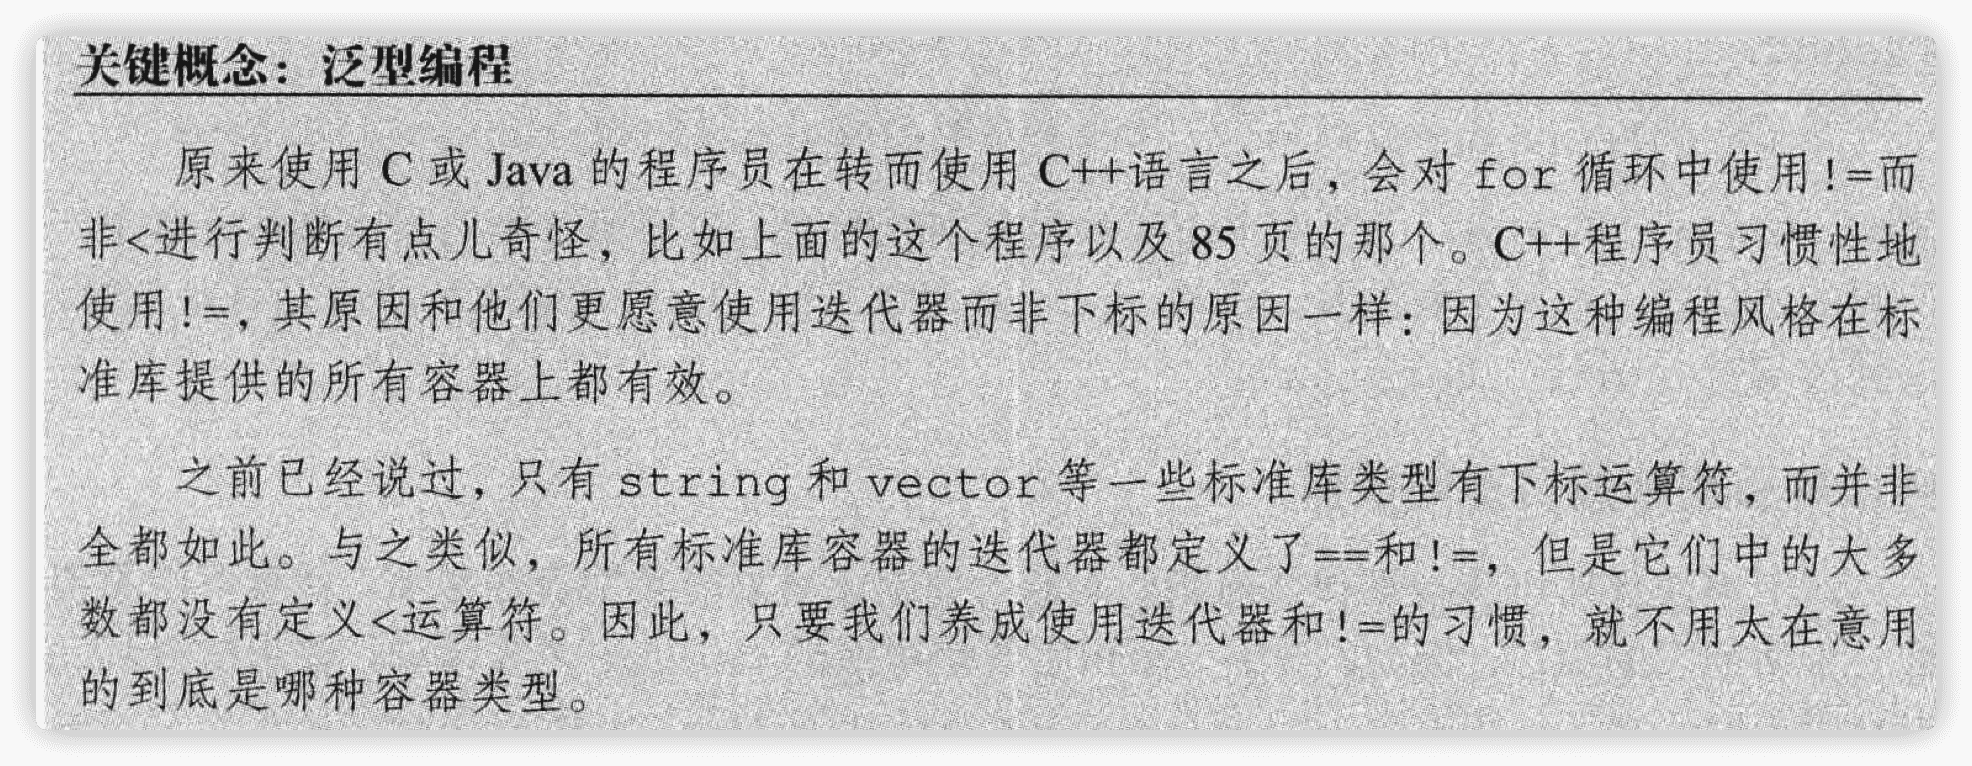 关键概念：泛型编程
原来使用 C 或 Java 的程序员在转而使用 C++语言之后，会对 for 循环中使用!=而
非<进行判断有点儿奇怪，比如上面的这个程序以及 85 页的那个。C++程序员习惯性地
使用!=，其原因和他们更愿意使用迭代器而非下标的原因一样：因为这种编程风格在标
准库提供的所有容器上都有效。
之前已经说过，只有 string 和 vector 等一些标准库类型有下标运算符，而并非
全都如此。与之类似，所有标准库容器的迭代器都定义了==和!=，但是它们中的大多
数都没有定义<运算符。因此，只要我们养成使用迭代器和!=的习惯，就不用太在意用
的到底是哪种容器类型。